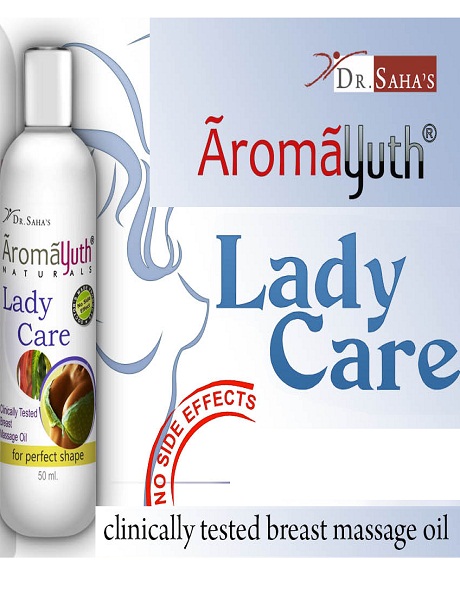 DR. SAHA'S
ÃromãYuth®
Lady
Care
NO SIDE EFFECTS
clinically tested breast massage oil
DR. SAHA'S
ÃromãYuth®
NATURALS
Lady
Care
Clinically Tested
Breast
Massage Oil
for perfect shape
50 ml.